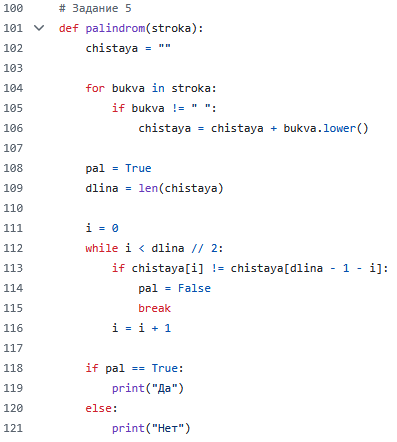 100 # Задание 5
101 def palindrom(stroka):
102     chistaya = ""
103
104     for bukva in stroka:
105         if bukva != " ":
106             chistaya = chistaya + bukva.lower()
107
108     pal = True
109     dlina = len(chistaya)
110
111     i = 0
112     while i < dlina // 2:
113         if chistaya[i] != chistaya[dlina - 1 - i]:
114             pal = False
115             break
116         i = i + 1
117
118     if pal == True:
119         print("Да")
120     else:
121         print("Нет")